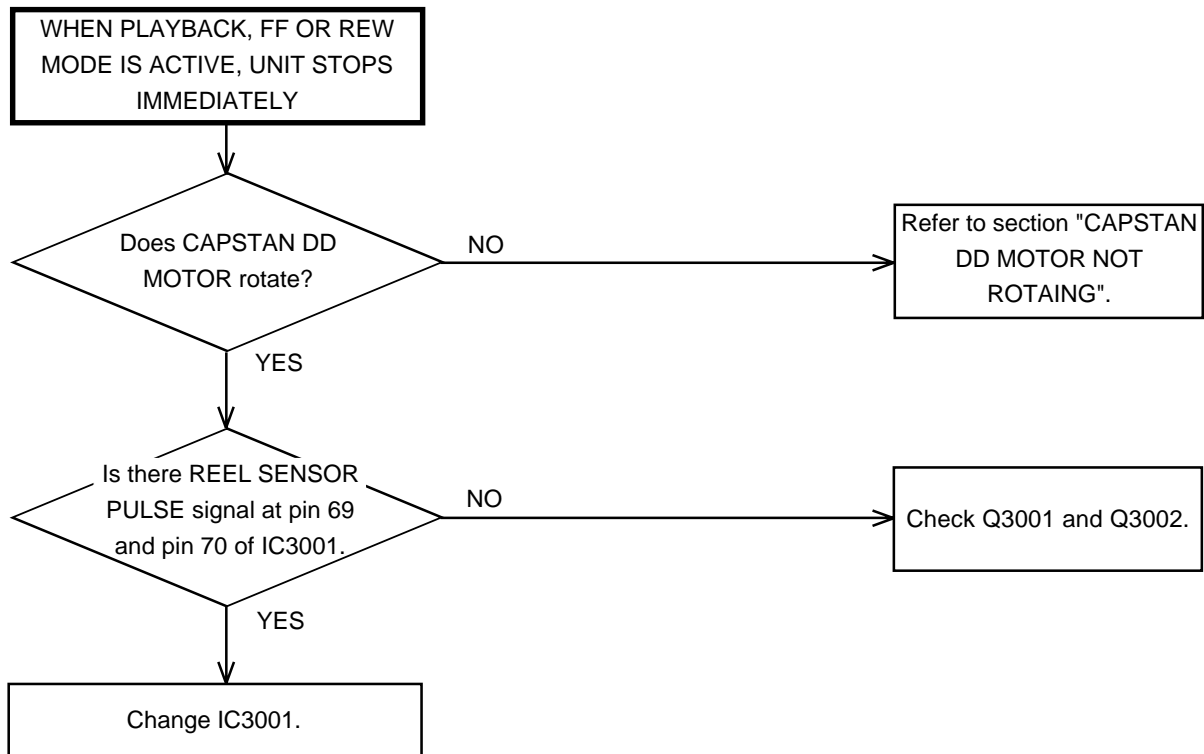 WHEN PLAYBACK, FF OR REW
MODE IS ACTIVE, UNIT STOPS
IMMEDIATELY
Does CAPSTAN DD
MOTOR rotate?
NO
Refer to section "CAPSTAN
DD MOTOR NOT
ROTAING".
YES
Is there REEL SENSOR
PULSE signal at pin 69
and pin 70 of IC3001.
NO
Check Q3001 and Q3002.
YES
Change IC3001.